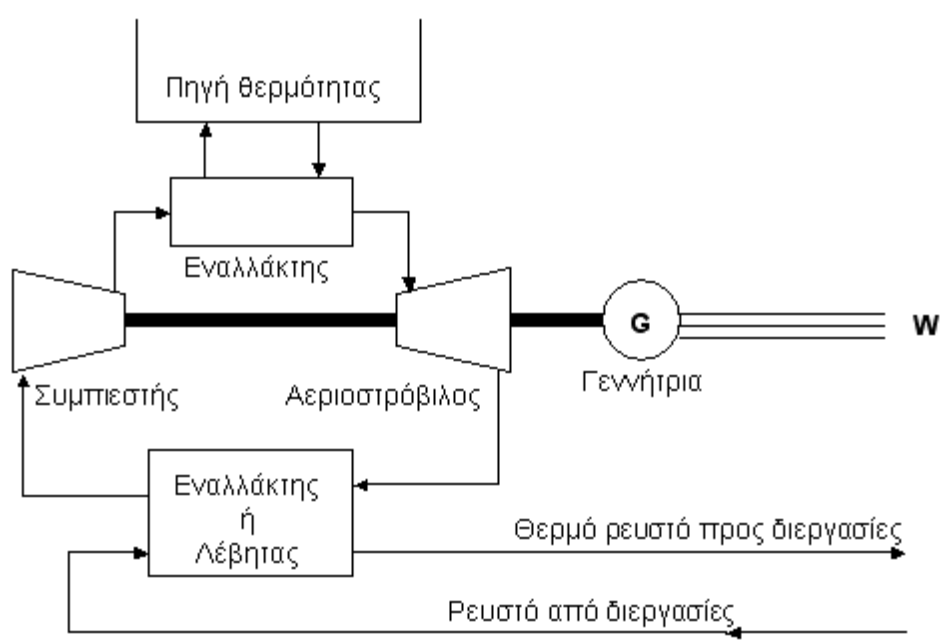 Πηγή θερμότητας
Εναλλάκτης
G
W
Συμπιεστής
Αεριοστρόβιλος
Γεννήτρια
Εναλλάκτης
ή
Λέβητας
Θερμό ρευστό προς διεργασίες
Ρευστό από διεργασίες